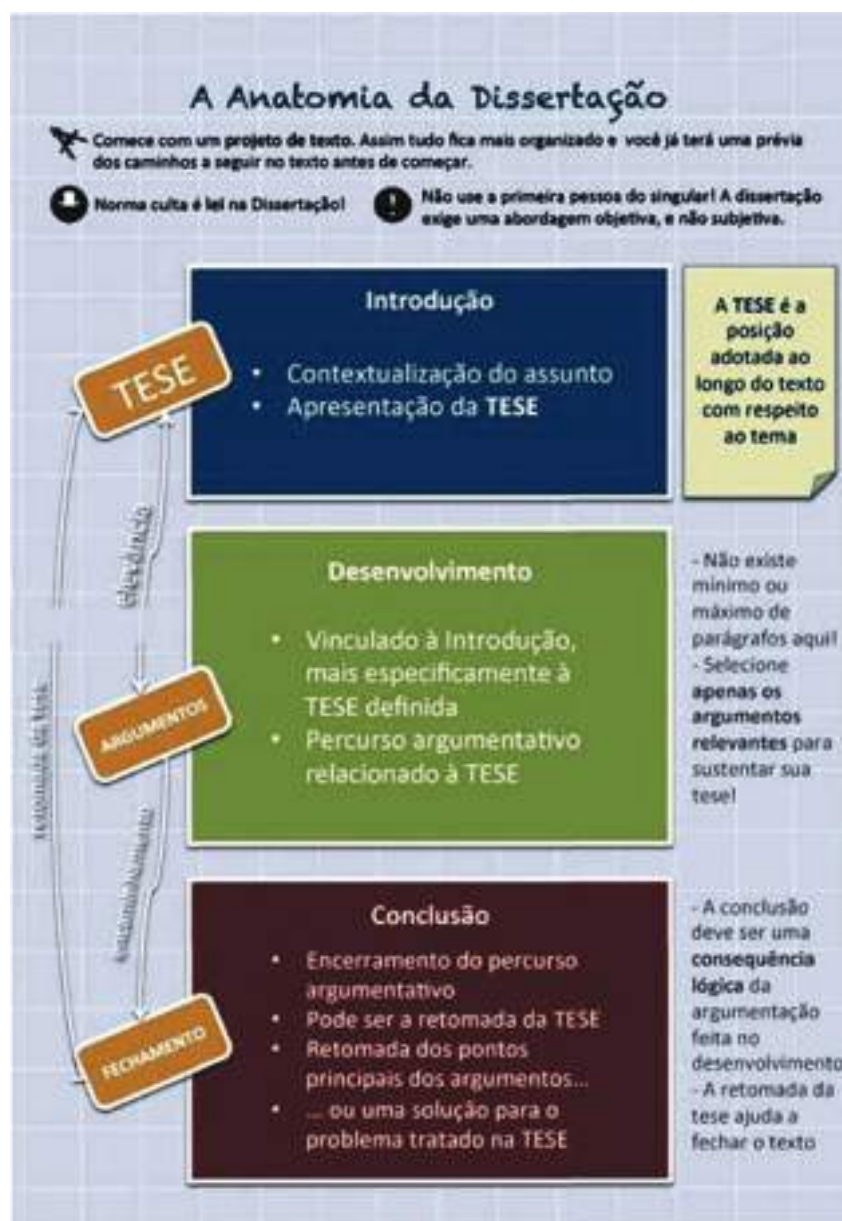 A Anatomia da Dissertação
Comece com um projeto de texto. Assim tudo fica mais organizado e você já terá uma prévia
dos caminhos a seguir no texto antes de começar.
Norma culta é lei na Dissertação!
Não use a primeira pessoa do singular! A dissertação
exige uma abordagem objetiva, e não subjetiva.
TESE
Introdução
• Contextualização do assunto
• Apresentação da TESE
A TESE é a
posição
adotada ao
longo do texto
com respeito
ao tema
ARGUMENTOS
Desenvolvimento
• Vinculado à Introdução,
mais especificamente à
TESE definida
• Percurso argumentativo
relacionado à TESE
- Não existe
mínimo ou
máximo de
parágrafos aqui!
- Selecione
apenas os
argumentos
relevantes para
sustentar sua
tese!
FECHAMENTO
Conclusão
• Encerramento do percurso
argumentativo
• Pode ser a retomada da TESE
• Retomada dos pontos
principais dos argumentos...
• ... ou uma solução para o
problema tratado na TESE
- A conclusão
deve ser uma
consequência
lógica da
argumentação
feita no
desenvolvimento
- A retomada da
tese ajuda a
fechar o texto